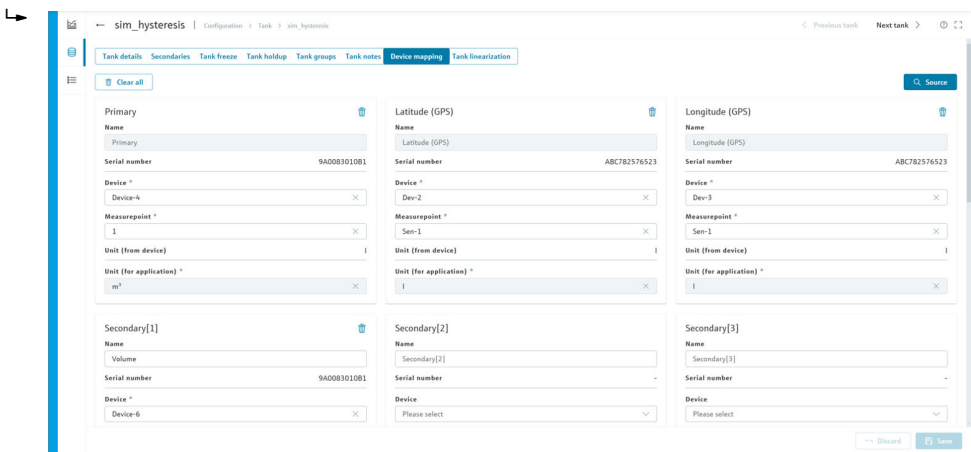 ← sim_hysteresis | Configuration > Tank > sim_hysteresis < Previous tank Next tank >
Tank details Secondaries Tank freeze Tank holdup Tank groups Tank notes Device mapping Tank linearization
Clear all Source
Primary
Name
Primary
Serial number 9A0083010B1
Device *
Device-4
Measurepoint *
1
Unit (from device) l
Unit (for application) *
m³
Latitude (GPS)
Name
Latitude (GPS)
Serial number ABC782576523
Device *
Dev-2
Measurepoint *
Sen-1
Unit (from device) l
Unit (for application) *
l
Longitude (GPS)
Name
Longitude (GPS)
Serial number ABC782576523
Device *
Dev-3
Measurepoint *
Sen-1
Unit (from device) l
Unit (for application) *
l
Secondary[1]
Name
Volume
Serial number 9A0083010B1
Device *
Device-6
Secondary[2]
Name
Secondary[2]
Serial number -
Device
Please select
Secondary[3]
Name
Secondary[3]
Serial number -
Device
Please select
Discard Save